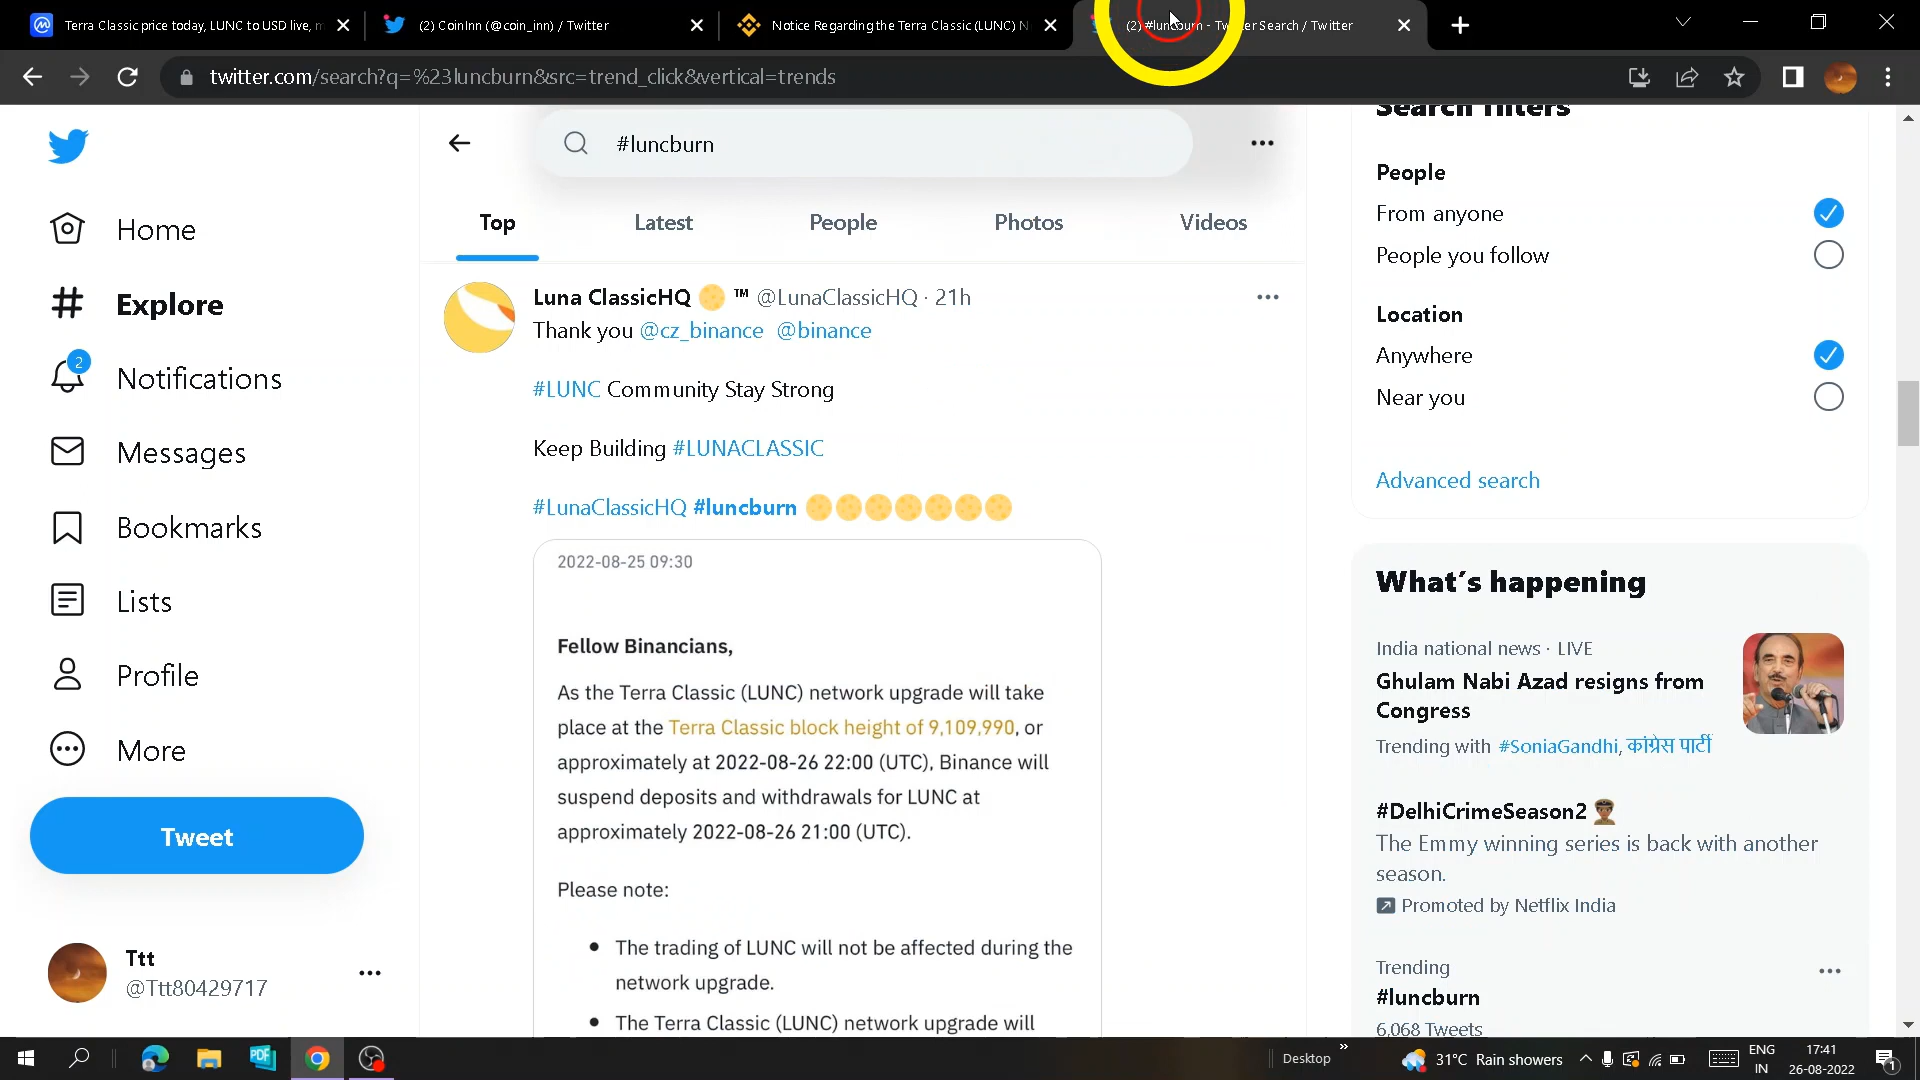 Terra Classic price today, LUNC to USD live, m
(2) CoinInn (@coin_inn) / Twitter
Notice Regarding the Terra Classic (LUNC) N
(2) #luncburn - Twitter Search / Twitter
twitter.com/search?q=%23luncburn&src=trend_click&vertical=trends
#luncburn
Top
Latest
People
Photos
Videos
Home
Explore
2
Notifications
Messages
Bookmarks
Lists
Profile
More
Tweet
Ttt
@Ttt80429717
Luna ClassicHQ 🌕 ™ @LunaClassicHQ · 21h
Thank you @cz_binance @binance
#LUNC Community Stay Strong
Keep Building #LUNACLASSIC
#LunaClassicHQ #luncburn 🌕🌕🌕🌕🌕🌕🌕
2022-08-25 09:30
Fellow Binancians,
As the Terra Classic (LUNC) network upgrade will take
place at the Terra Classic block height of 9,109,990, or
approximately at 2022-08-26 22:00 (UTC), Binance will
suspend deposits and withdrawals for LUNC at
approximately 2022-08-26 21:00 (UTC).
Please note:
• The trading of LUNC will not be affected during the
network upgrade.
• The Terra Classic (LUNC) network upgrade will
Search filters
People
From anyone
People you follow
Location
Anywhere
Near you
Advanced search
What's happening
India national news · LIVE
Ghulam Nabi Azad resigns from
Congress
Trending with #SoniaGandhi, कांग्रेस पार्टी
#DelhiCrimeSeason2
The Emmy winning series is back with another
season.
Promoted by Netflix India
Trending
#luncburn
6,068 Tweets
PDF
Desktop
31°C Rain showers
ENG
IN
17:41
26-08-2022
1